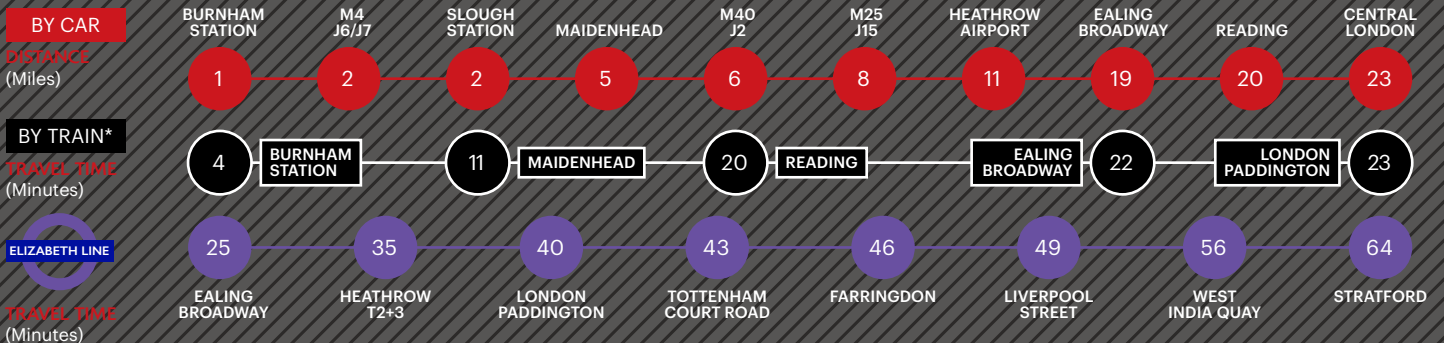 BY CAR
DISTANCE
(Miles)
BURNHAM
STATION
1
M4
J6/J7
2
SLOUGH
STATION
2
MAIDENHEAD
5
M40
J2
6
M25
J15
8
HEATHROW
AIRPORT
11
EALING
BROADWAY
19
READING
20
CENTRAL
LONDON
23
BY TRAIN*
TRAVEL TIME
(Minutes)
4
BURNHAM
STATION
11
MAIDENHEAD
20
READING
EALING
BROADWAY
22
LONDON
PADDINGTON
23
ELIZABETH LINE
TRAVEL TIME
(Minutes)
25
EALING
BROADWAY
35
HEATHROW
T2+3
40
LONDON
PADDINGTON
43
TOTTENHAM
COURT ROAD
46
FARRINGDON
49
LIVERPOOL
STREET
56
WEST
INDIA QUAY
64
STRATFORD